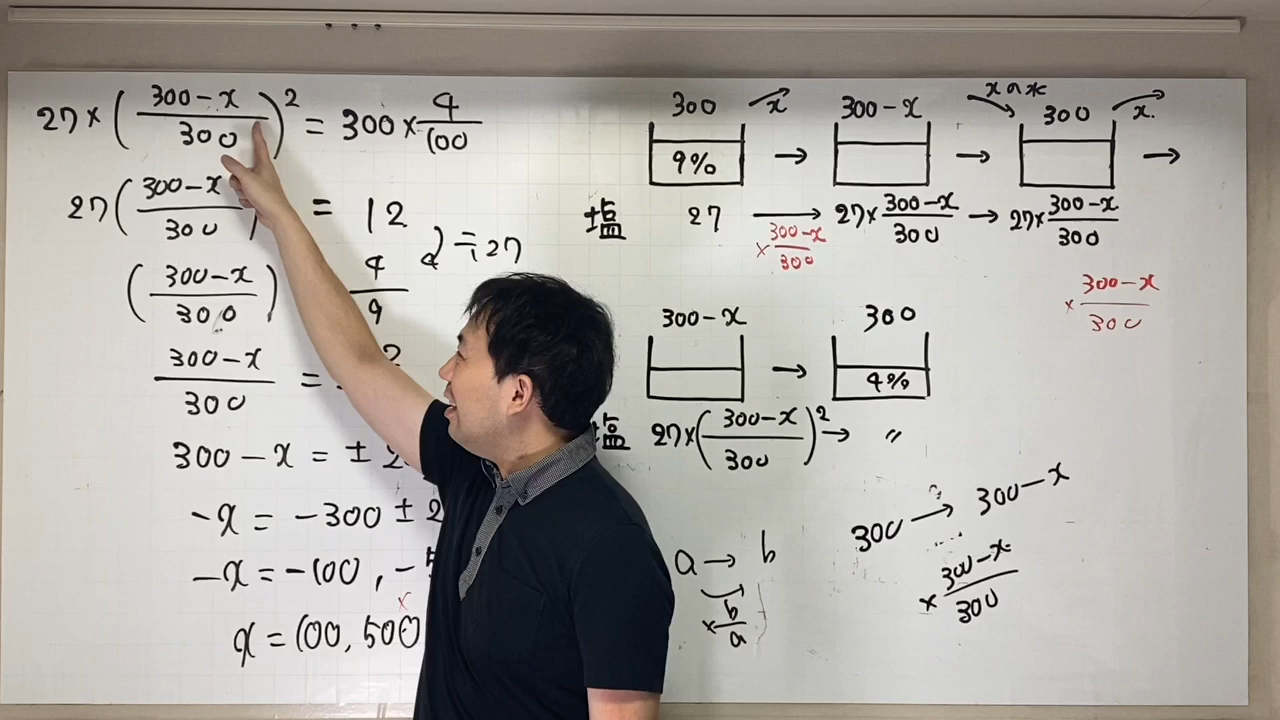 27×((300-x)/300)² = 300×4/100
27((300-x)/300) = 12
÷27
((300-x)/300) = 4/9
(300-x)/300 =
300-x = ±2
-x = -300±2
-x = -100, -5
×
x = 100, 500
300 → x 300-x xの水 300 → x.
9% → → →
塩 27 → 27×(300-x)/300 → 27×(300-x)/300
×(300-x)/300
×(300-x)/300
300-x 300
→ 4%
塩 27×((300-x)/300)² → 〃
300 → 300-x
?
×(300-x)/300
a → b
×b/a